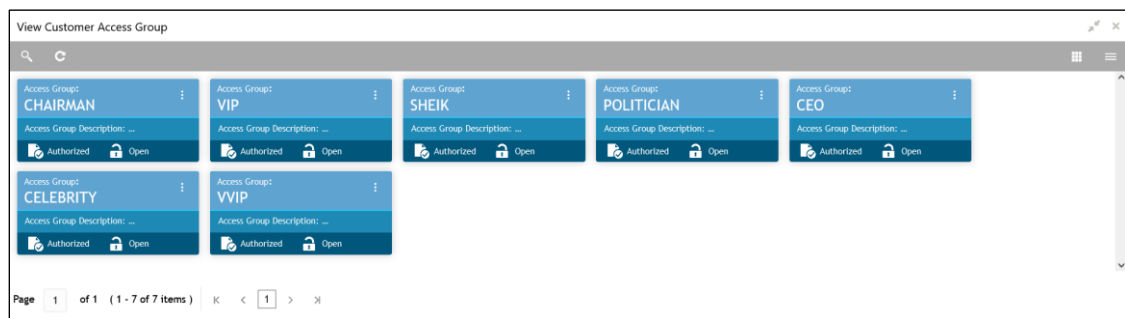 View Customer Access Group
Access Group: Access Group: Access Group: Access Group: Access Group:
CHAIRMAN VIP SHEIK POLITICIAN CEO
Access Group Description: ... Access Group Description: ... Access Group Description: ... Access Group Description: ... Access Group Description: ...
Authorized Open Authorized Open Authorized Open Authorized Open Authorized Open
Access Group: Access Group:
CELEBRITY VVIP
Access Group Description: ... Access Group Description: ...
Authorized Open Authorized Open
Page 1 of 1 ( 1 - 7 of 7 items ) 1